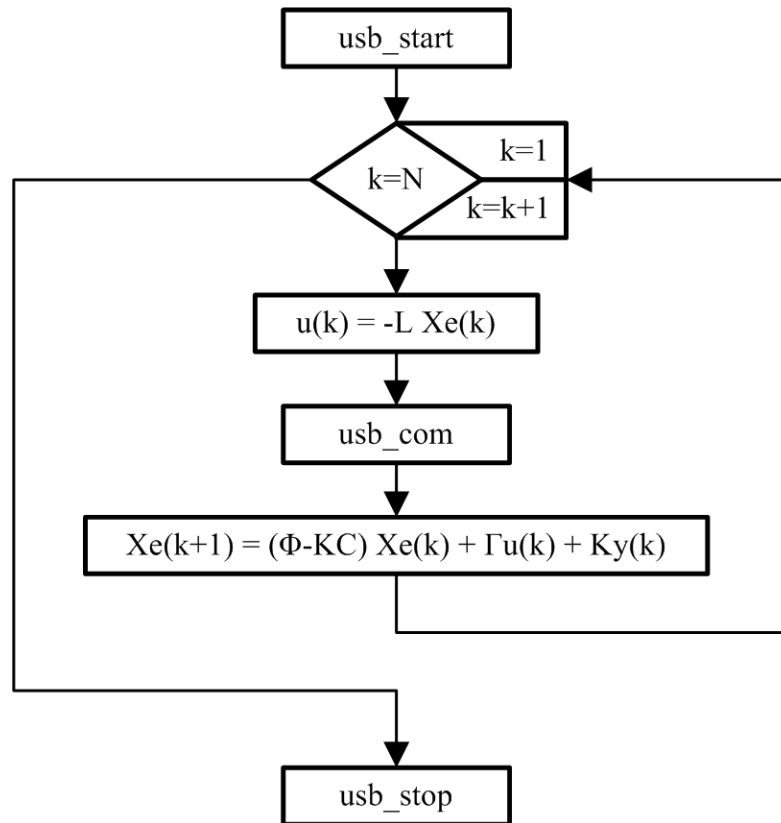 usb_start
k=1
k=N
k=k+1
u(k) = -L Xe(k)
usb_com
Xe(k+1) = (Φ-KC) Xe(k) + Γu(k) + Ky(k)
usb_stop